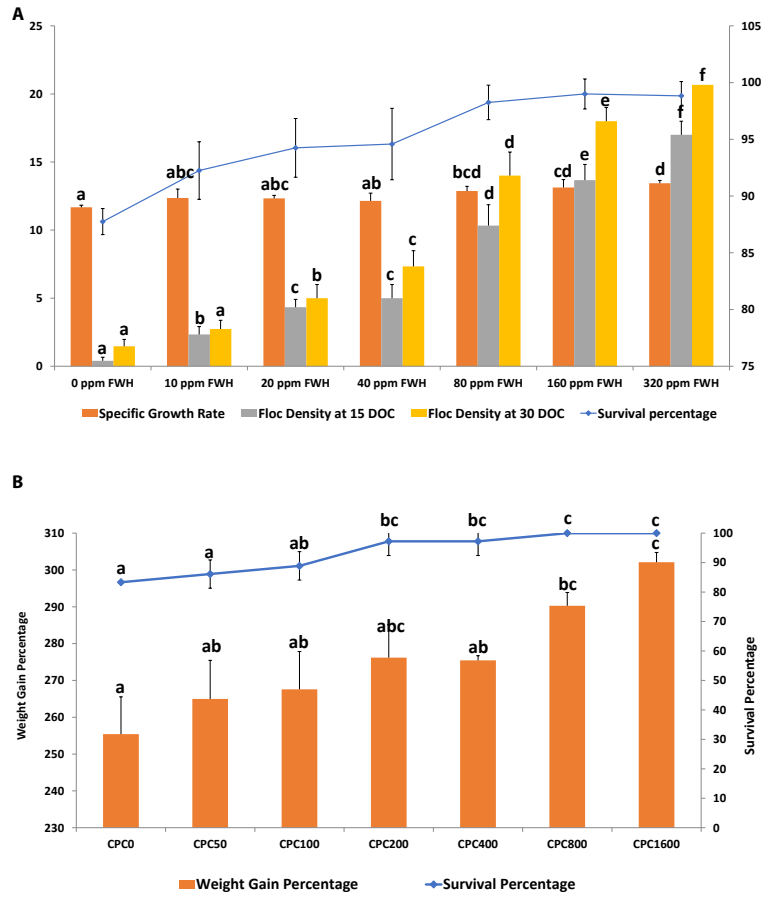 A
25
20
15
10
5
0
105
100
95
90
85
80
75
a
a
a
abc
b
a
abc
c
b
ab
c
c
bcd
d
d
cd
e
e
d
f
f
0 ppm FWH 10 ppm FWH 20 ppm FWH 40 ppm FWH 80 ppm FWH 160 ppm FWH 320 ppm FWH
Specific Growth Rate Floc Density at 15 DOC Floc Density at 30 DOC Survival percentage
B
Weight Gain Percentage
310
300
290
280
270
260
250
240
230
100
90
80
70
60
50
40
30
20
10
0
Survival Percentage
a a ab bc bc c c
a ab ab abc ab bc c
CPC0 CPC50 CPC100 CPC200 CPC400 CPC800 CPC1600
Weight Gain Percentage Survival Percentage